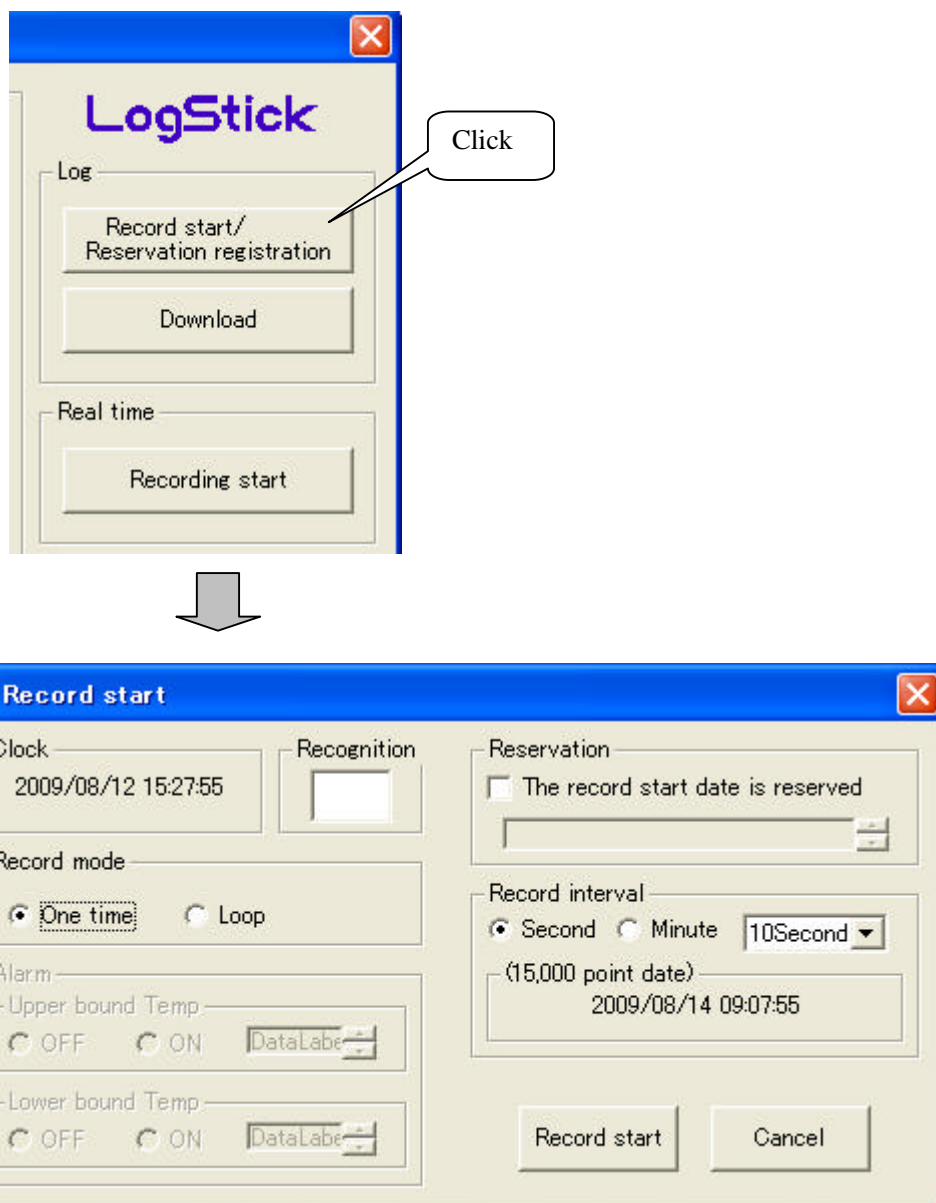 LogStick
Click
Log
Record start/
Reservation registration
Download
Real time
Recording start
Record start
Clock
Recognition
2009/08/12 15:27:55
Reservation
The record start date is reserved
Record mode
One time
Loop
Record interval
Second
Minute
10Second
(15,000 point date)
2009/08/14 09:07:55
Alarm
Upper bound Temp
OFF
ON
DataLabe
Lower bound Temp
OFF
ON
DataLabe
Record start
Cancel